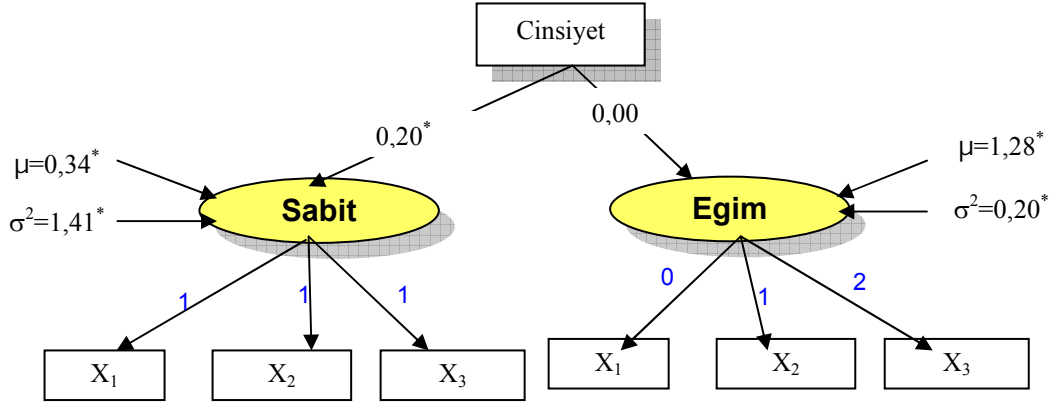 Cinsiyet
0,20*
0,00
μ=0,34*
σ²=1,41*
Sabit
Egim
μ=1,28*
σ²=0,20*
1
1
1
0
1
2
X₁
X₂
X₃
X₁
X₂
X₃